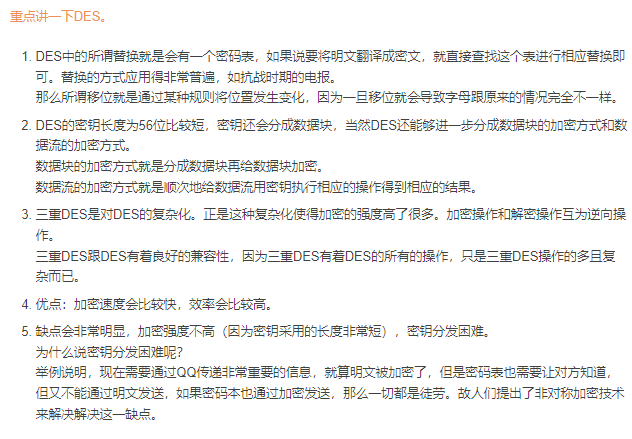 重点讲一下DES。
1. DES中的所谓替换就是会有一个密码表，如果说要将明文翻译成密文，就直接查找这个表进行相应替换即
可。替换的方式应用得非常普遍，如抗战时期的电报。
那么所谓移位就是通过某种规则将位置发生变化，因为一旦移位就会导致字母跟原来的情况完全不一样。
2. DES的密钥长度为56位比较短，密钥还会分成数据块，当然DES还能够进一步分成数据块的加密方式和数
据流的加密方式。
数据块的加密方式就是分成数据块再给数据块加密。
数据流的加密方式就是顺次地给数据流用密钥执行相应的操作得到相应的结果。
3. 三重DES是对DES的复杂化。正是这种复杂化使得加密的强度高了很多。加密操作和解密操作互为逆向操
作。
三重DES跟DES有着良好的兼容性，因为三重DES有着DES的所有的操作，只是三重DES操作的多且复
杂而已。
4. 优点：加密速度会比较快，效率会比较高。
5. 缺点会非常明显，加密强度不高（因为密钥采用的长度非常短），密钥分发困难。
为什么说密钥分发困难呢？
举例说明，现在需要通过QQ传递非常重要的信息，就算明文被加密了，但是密码表也需要让对方知道，
但又不能通过明文发送，如果密码本也通过加密发送，那么一切都是徒劳。故人们提出了非对称加密技术
来解决解决这一缺点。